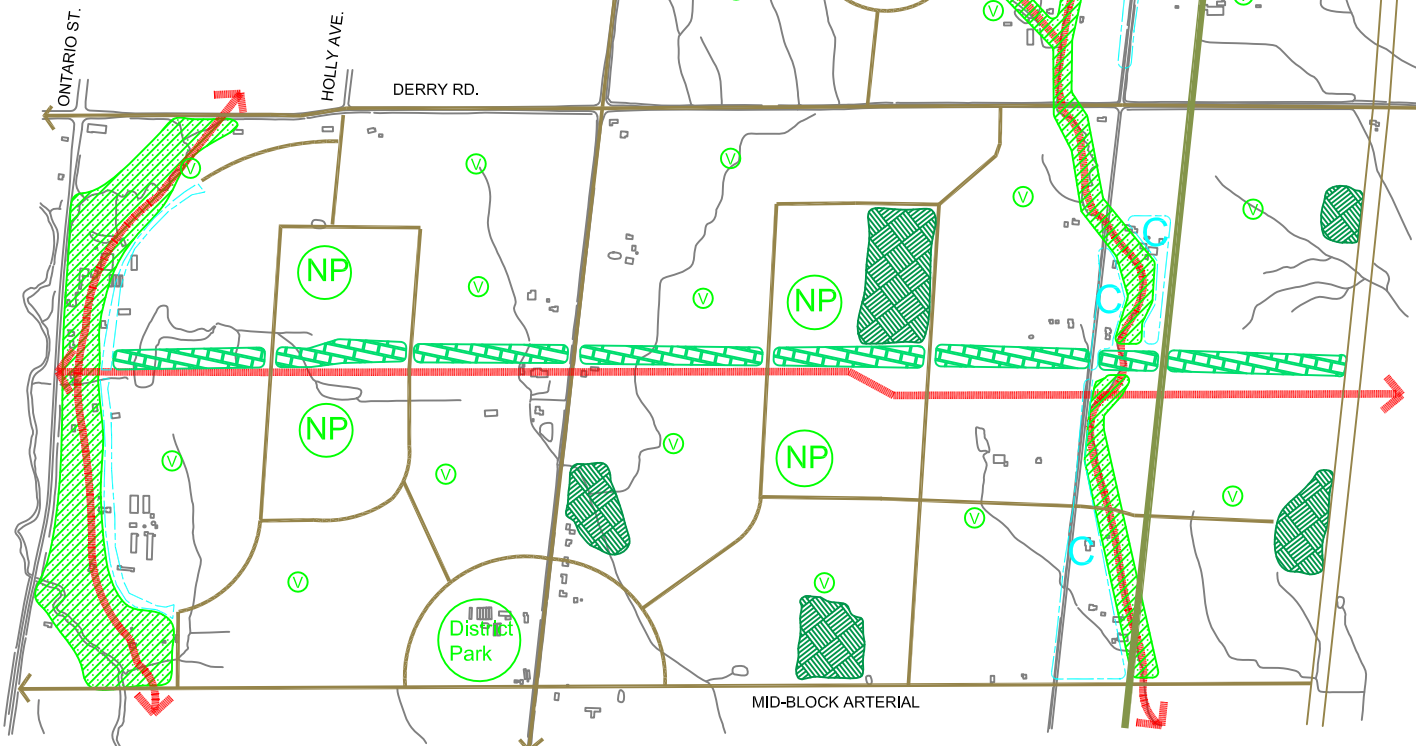 ONTARIO ST.
HOLLY AVE.
DERRY RD.
V
V
V
V
V
V
V
C
NP
V
V
NP
C
NP
V
V
V
NP
V
V
C
V
V
District
Park
MID-BLOCK ARTERIAL